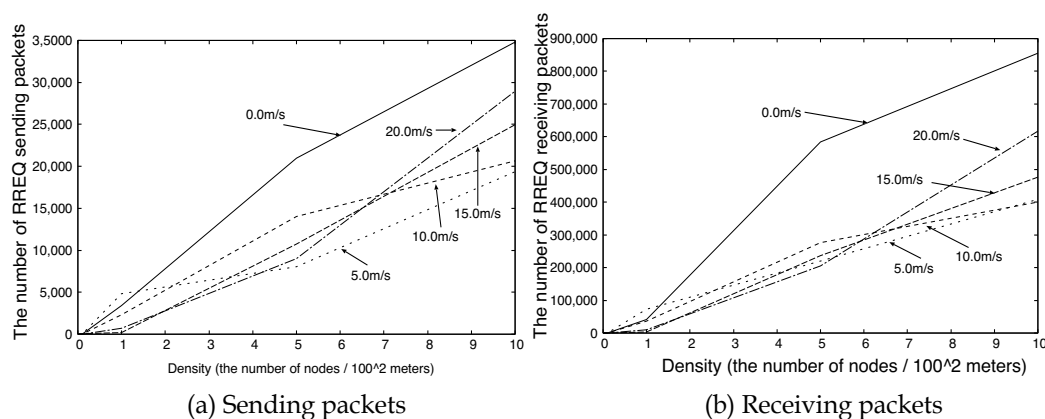 The number of RREQ sending packets
3,5000
30,000
25,000
20,000
15,000
10,000
5,000
0
0 1 2 3 4 5 6 7 8 9 10
0.0m/s
20.0m/s
15.0m/s
10.0m/s
5.0m/s
Density (the number of nodes / 100^2 meters)
(a) Sending packets
The number of RREQ receiving packets
900,000
800,000
700,000
600,000
500,000
400,000
300,000
200,000
100,000
0
0 1 2 3 4 5 6 7 8 9 10
0.0m/s
20.0m/s
15.0m/s
10.0m/s
5.0m/s
Density (the number of nodes / 100^2 meters)
(b) Receiving packets